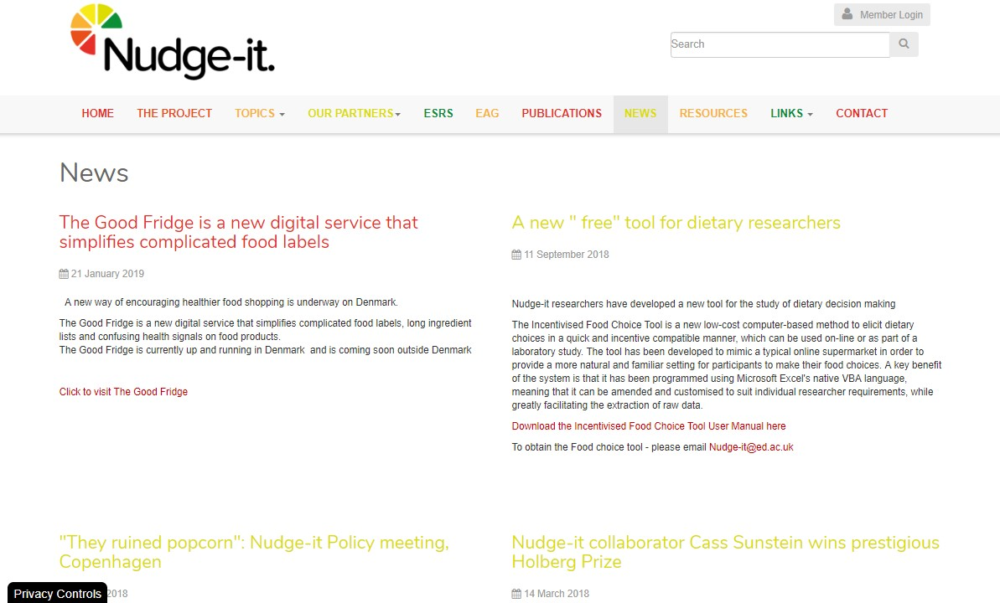 Nudge-it.
Member Login
Search
HOME THE PROJECT TOPICS OUR PARTNERS ESRS EAG PUBLICATIONS NEWS RESOURCES LINKS CONTACT
News
The Good Fridge is a new digital service that
simplifies complicated food labels
21 January 2019
A new way of encouraging healthier food shopping is underway on Denmark.
The Good Fridge is a new digital service that simplifies complicated food labels, long ingredient
lists and confusing health signals on food products.
The Good Fridge is currently up and running in Denmark and is coming soon outside Denmark
Click to visit The Good Fridge
A new " free" tool for dietary researchers
11 September 2018
Nudge-it researchers have developed a new tool for the study of dietary decision making
The Incentivised Food Choice Tool is a new low-cost computer-based method to elicit dietary
choices in a quick and incentive compatible manner, which can be used on-line or as part of a
laboratory study. The tool has been developed to mimic a typical online supermarket in order to
provide a more natural and familiar setting for participants to make their food choices. A key benefit
of the system is that it has been programmed using Microsoft Excel's native VBA language,
meaning that it can be amended and customised to suit individual researcher requirements, while
greatly facilitating the extraction of raw data.
Download the Incentivised Food Choice Tool User Manual here
To obtain the Food choice tool - please email Nudge-it@ed.ac.uk
"They ruined popcorn": Nudge-it Policy meeting,
Copenhagen
2018
Nudge-it collaborator Cass Sunstein wins prestigious
Holberg Prize
14 March 2018
Privacy Controls